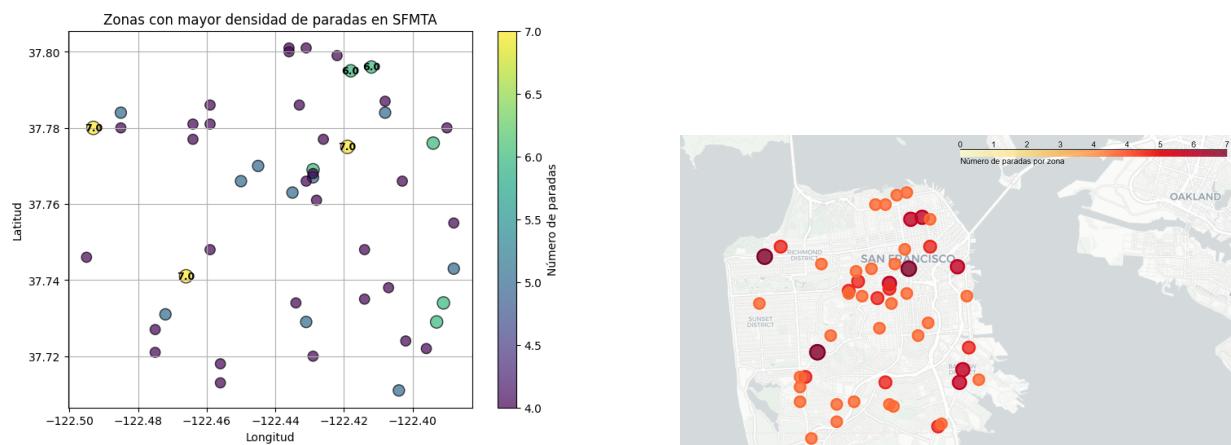 Zonas con mayor densidad de paradas en SFMTA
37.80
37.78
37.76
37.74
37.72
Latitud
6.0
6.0
7.0
7.0
7.0
−122.50
−122.48
−122.46
−122.44
−122.42
−122.40
Longitud
7.0
6.5
6.0
5.5
5.0
4.5
4.0
Número de paradas
0 1 2 3 4 5 6 7
Número de paradas por zona
OAKLAND
RICHMOND
DISTRICT
SAN FRANCISCO
SUNSET
DISTRICT